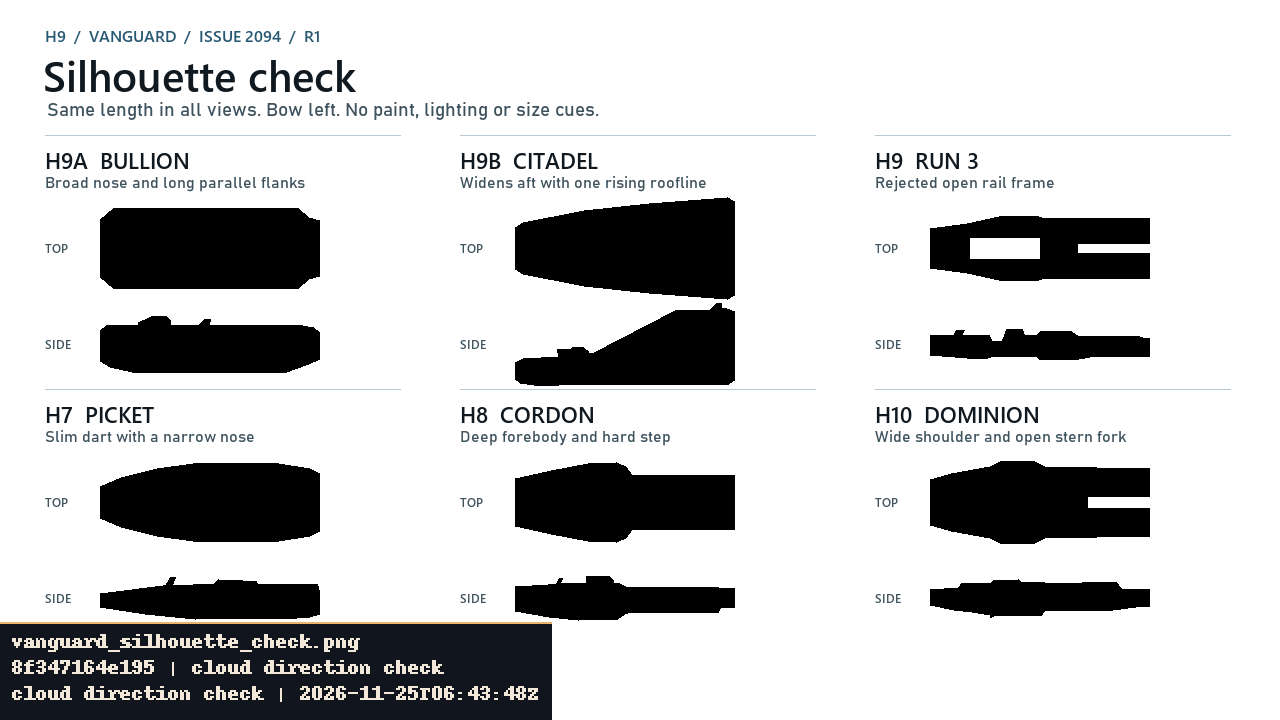 H9 / VANGUARD / ISSUE 2094 / R1
Silhouette check
Same length in all views. Bow left. No paint, lighting or size cues.
H9A BULLION
Broad nose and long parallel flanks
TOP
SIDE
H9B CITADEL
Widens aft with one rising roofline
TOP
SIDE
H9 RUN 3
Rejected open rail frame
TOP
SIDE
H7 PICKET
Slim dart with a narrow nose
TOP
SIDE
H8 CORDON
Deep forebody and hard step
TOP
SIDE
H10 DOMINION
Wide shoulder and open stern fork
TOP
SIDE
vanguard_silhouette_check.png
8f347164e195 | cloud direction check
cloud direction check | 2026-11-25T06:43:48Z